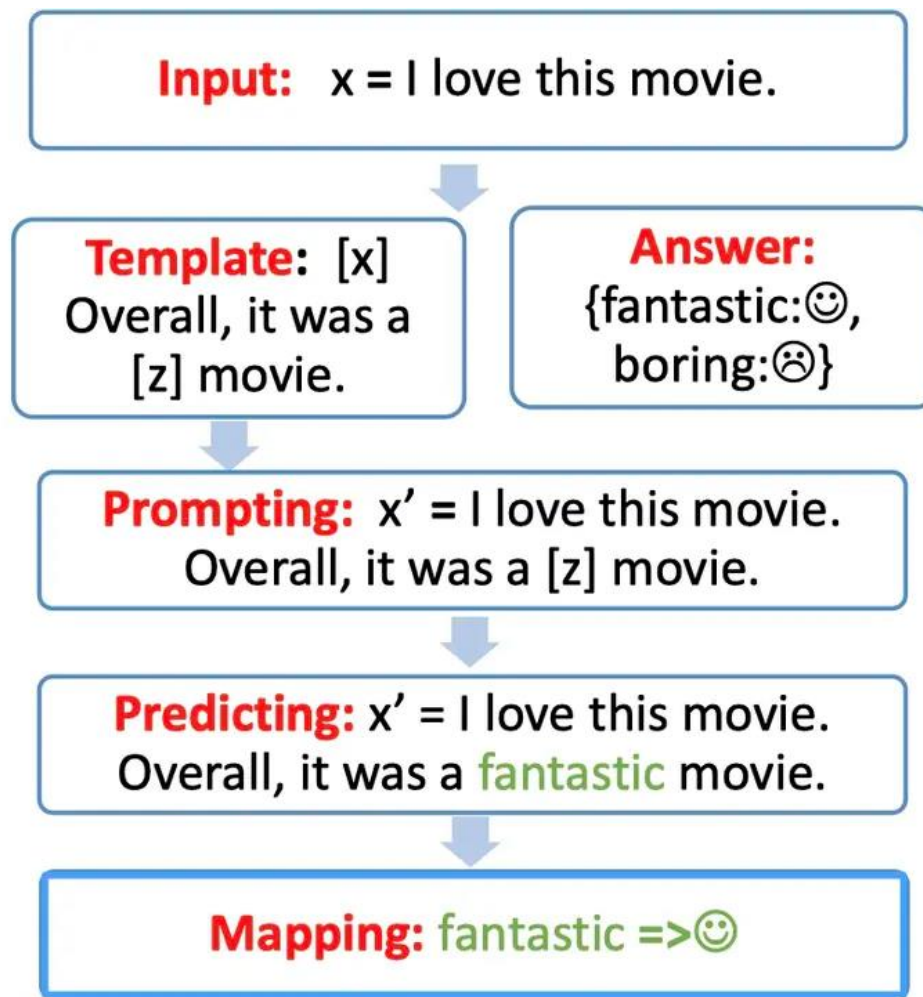 Input: x = I love this movie.
Template: [x]
Overall, it was a
[z] movie.
Answer:
{fantastic:☺,
boring:☹}
Prompting: x’ = I love this movie.
Overall, it was a [z] movie.
Predicting: x’ = I love this movie.
Overall, it was a fantastic movie.
Mapping: fantastic =>☺